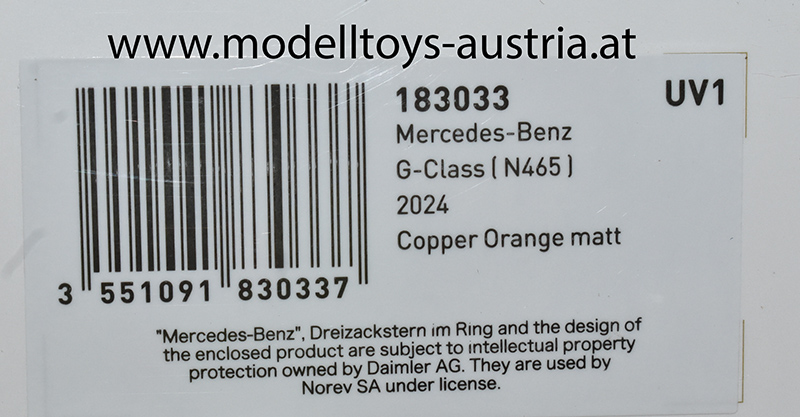 www.modelltoys-austria.at
183033
UV1
Mercedes-Benz
G-Class ( N465 )
2024
Copper Orange matt
3 551091 830337
"Mercedes-Benz", Dreizackstern im Ring and the design of
the enclosed product are subject to intellectual property
protection owned by Daimler AG. They are used by
Norev SA under license.